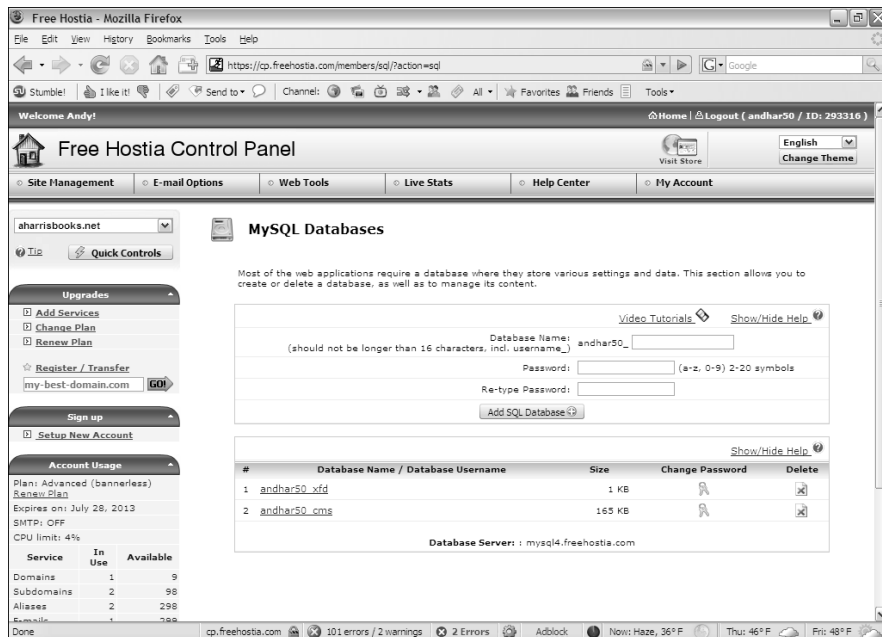 Free Hostia - Mozilla Firefox
File Edit View History Bookmarks Tools Help
https://cp.freehostia.com/members/sql/?action=sql
Google
Stumble! I like it! Send to Channel: All Favorites Friends Tools
Welcome Andy!
Home | Logout ( andhar50 / ID: 293316 )
Free Hostia Control Panel
Visit Store
English
Change Theme
Site Management E-mail Options Web Tools Live Stats Help Center My Account
aharrisbooks.net
Tip Quick Controls
Upgrades
Add Services
Change Plan
Renew Plan
Register / Transfer
my-best-domain.com GO!
Sign up
Setup New Account
Account Usage
Plan: Advanced (bannerless)
Renew Plan
Expires on: July 28, 2013
SMTP: OFF
CPU limit: 4%
Service In Use Available
Domains 1 9
Subdomains 2 98
Aliases 2 298
E-mails 1 299
MySQL Databases
Most of the web applications require a database where they store various settings and data. This section allows you to
create or delete a database, as well as to manage its content.
Video Tutorials Show/Hide Help
Database Name:
(should not be longer than 16 characters, incl. username_) andhar50_
Password: (a-z, 0-9) 2-20 symbols
Re-type Password:
Add SQL Database
Show/Hide Help
# Database Name / Database Username Size Change Password Delete
1 andhar50_xfd 1 KB
2 andhar50_cms 165 KB
Database Server: : mysql4.freehostia.com
Done cp.freehostia.com 101 errors / 2 warnings 2 Errors Adblock Now: Haze, 36° F Thu: 46° F Fri: 48° F